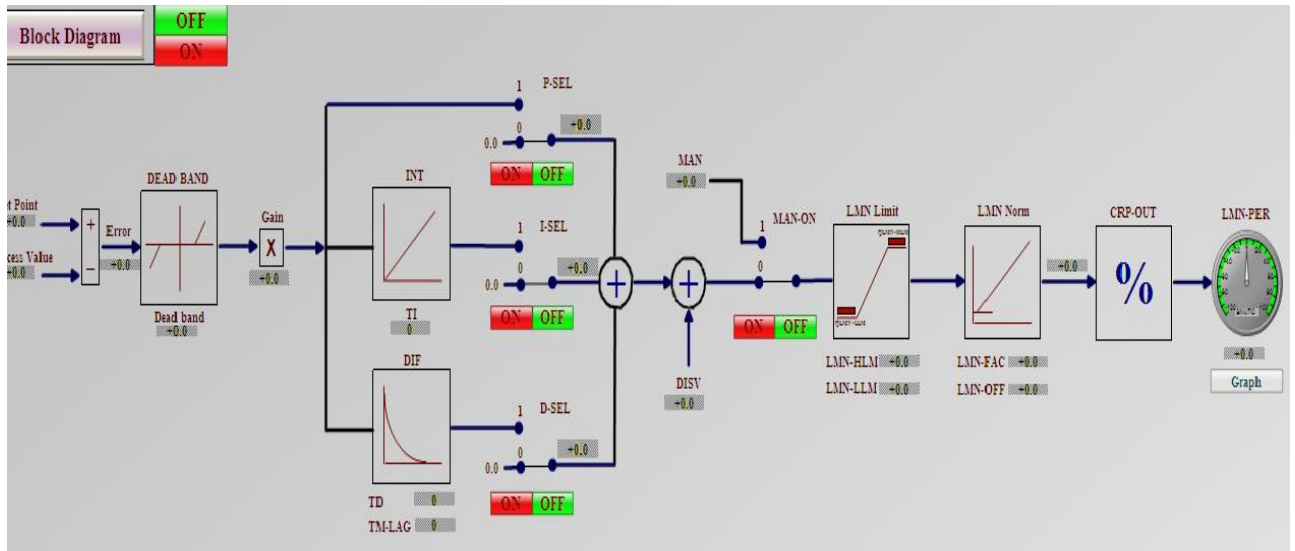 Block Diagram
OFF
ON
1 P-SEL
0
0.0
+0.0
ON OFF
DEAD BAND
t Point
+0.0
+
Error
+0.0
cess Value
+0.0
−
Dead band
+0.0
Gain
X
+0.0
INT
TI
0
1 I-SEL
0
0.0
+0.0
ON OFF
DIF
TD 0
TM-LAG 0
1 D-SEL
0
0.0
+0.0
ON OFF
+
+
DISV
+0.0
MAN
+0.0
1 MAN-ON
0
ON OFF
LMN Limit
LMN-HLM +0.0
LMN-LLM +0.0
LMN Norm
+0.0
LMN-FAC +0.0
LMN-OFF +0.0
CRP-OUT
%
LMN-PER
+0.0
Graph